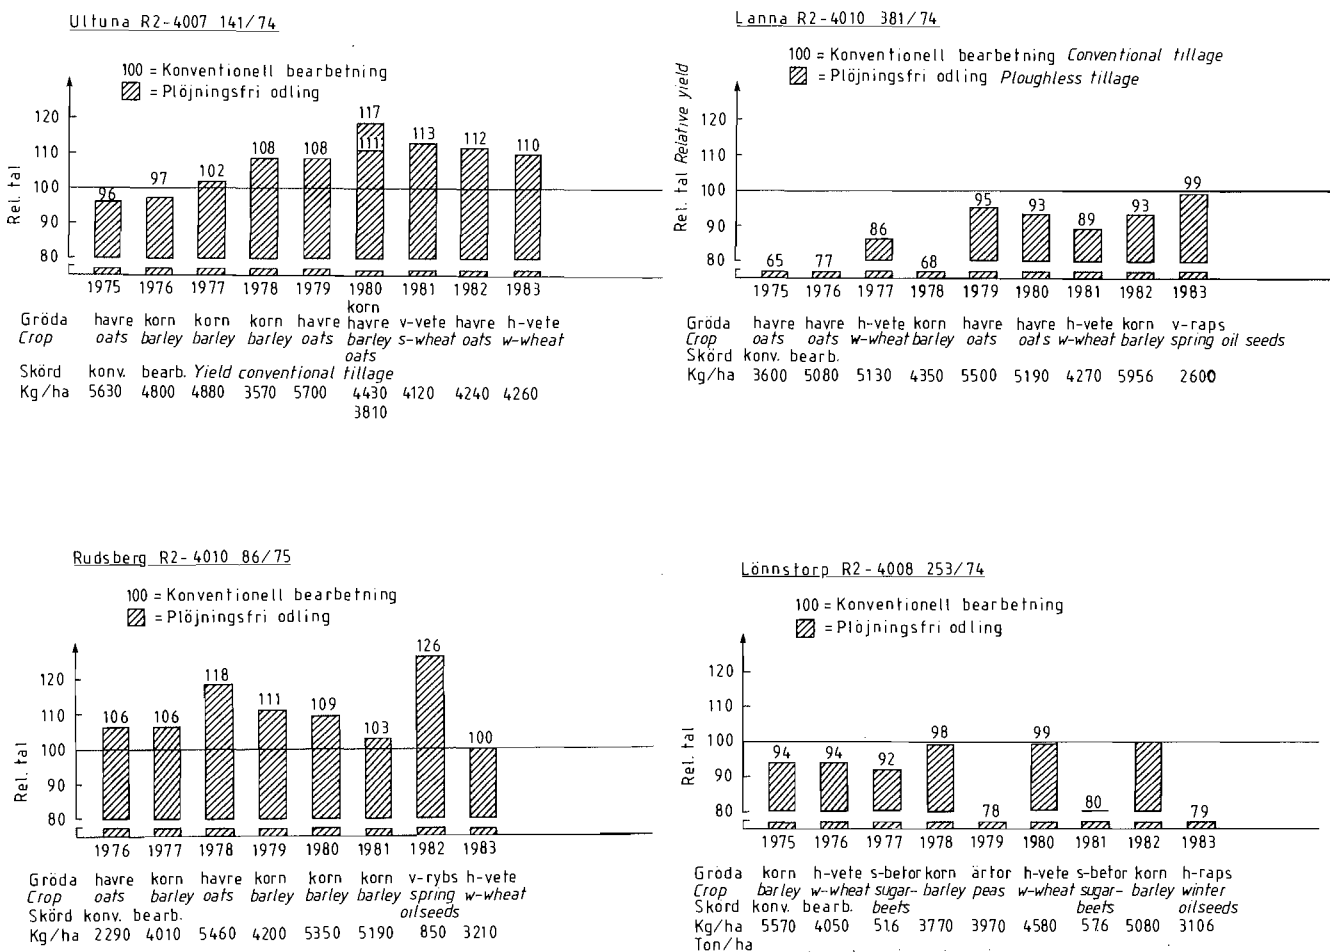 Ultuna R2-4007 141/74
100 = Konventionell bearbetning
= Plöjningsfri odling
Rel. tal
120
110
100
90
80
96
97
102
108
108
117
111
113
112
110
1975 1976 1977 1978 1979 1980 1981 1982 1983
korn
Gröda havre korn korn korn havre havre v-vete havre h-vete
Crop oats barley barley barley oats barley s-wheat oats w-wheat
oats
Skörd konv. bearb. Yield conventional tillage
Kg/ha 5630 4800 4880 3570 5700 4430 4120 4240 4260
3810
Lanna R2-4010 381/74
100 = Konventionell bearbetning Conventional tillage
= Plöjningsfri odling Ploughless tillage
Rel. tal Relative yield
120
110
100
90
80
65
77
86
68
95
93
89
93
99
1975 1976 1977 1978 1979 1980 1981 1982 1983
Gröda havre havre h-vete korn havre havre h-vete korn v-raps
Crop oats oats w-wheat barley oats oats w-wheat barley spring oil seeds
Skörd konv. bearb.
Kg/ha 3600 5080 5130 4350 5500 5190 4270 5956 2600
Rudsberg R2-4010 86/75
100 = Konventionell bearbetning
= Plöjningsfri odling
Rel. tal
120
110
100
90
80
106
106
118
111
109
103
126
100
1976 1977 1978 1979 1980 1981 1982 1983
Gröda havre korn havre korn korn korn v-rybs h-vete
Crop oats barley oats barley barley barley spring w-wheat
Skörd konv. bearb. oilseeds
Kg/ha 2290 4010 5460 4200 5350 5190 850 3210
Lönnstorp R2-4008 253/74
100 = Konventionell bearbetning
= Plöjningsfri odling
Rel. tal
120
110
100
90
80
94
94
92
98
78
99
80
79
1975 1976 1977 1978 1979 1980 1981 1982 1983
Gröda korn h-vete s-betor korn ärtor h-vete s-betor korn h-raps
Crop barley w-wheat sugar- barley peas w-wheat sugar- barley winter
Skörd konv. bearb. beets beets oilseeds
Kg/ha 5570 4050 516 3770 3970 4580 576 5080 3106
Ton/ha